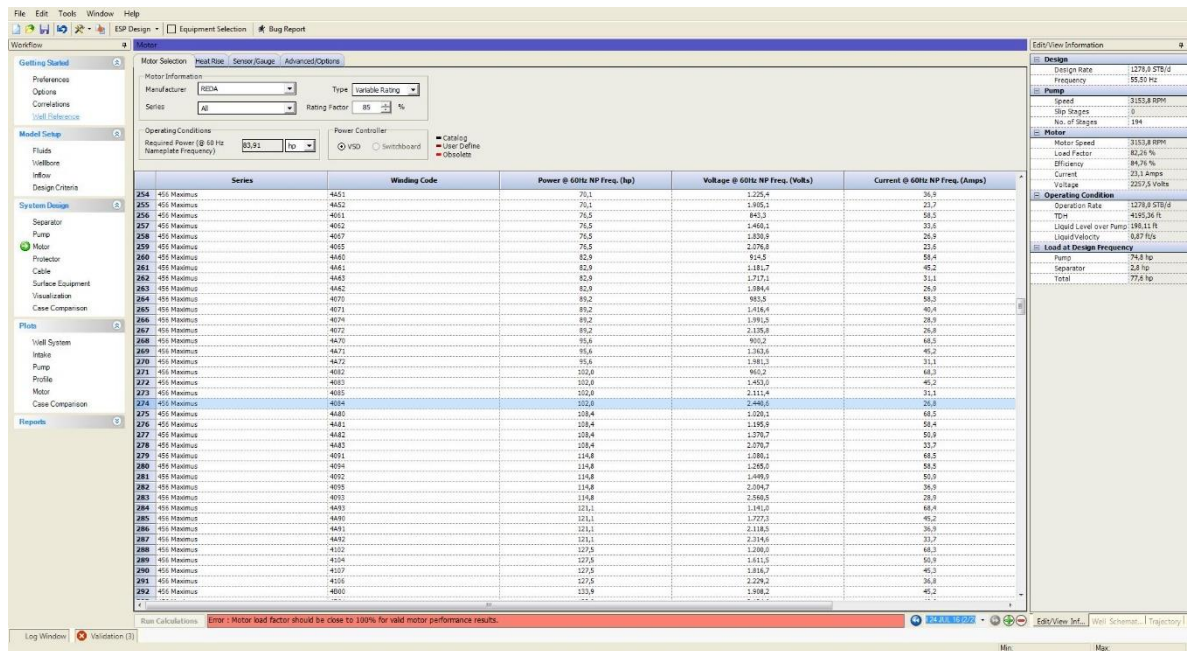 File Edit Tools Window Help
ESP Design Equipment Selection Bug Report
Workflow
Getting Started
Preferences
Options
Correlations
Well Reference
Model Setup
Fluids
Wellbore
Inflow
Design Criteria
System Design
Separator
Pump
Motor
Protector
Cable
Surface Equipment
Visualization
Case Comparison
Plots
Well System
Intake
Pump
Profile
Motor
Case Comparison
Reports
Motor
Motor Selection Heat Rise Sensor/Gauge Advanced/Options
Motor Information
Manufacturer REDA Type Variable Rating
Series All Rating Factor 85 %
Operating Conditions
Required Power (@ 60 Hz Nameplate Frequency) 83,91 hp
Power Controller
VSD Switchboard
Catalog
User Define
Obsolete
Series Winding Code Power @ 60Hz NP Freq. (hp) Voltage @ 60Hz NP Freq. (Volts) Current @ 60Hz NP Freq. (Amps)
254 456 Maximus 4A51 70,1 1.225,4 36,9
255 456 Maximus 4A52 70,1 1.905,1 23,7
256 456 Maximus 4061 76,5 843,3 58,5
257 456 Maximus 4062 76,5 1.460,1 33,6
258 456 Maximus 4067 76,5 1.830,9 26,9
259 456 Maximus 4065 76,5 2.076,8 23,6
260 456 Maximus 4A60 82,9 914,5 58,4
261 456 Maximus 4A61 82,9 1.181,7 45,2
262 456 Maximus 4A63 82,9 1.717,1 31,1
263 456 Maximus 4A62 82,9 1.984,4 26,9
264 456 Maximus 4070 89,2 983,5 58,3
265 456 Maximus 4071 89,2 1.416,4 40,4
266 456 Maximus 4074 89,2 1.991,5 28,9
267 456 Maximus 4072 89,2 2.135,8 26,8
268 456 Maximus 4A70 95,6 900,2 68,5
269 456 Maximus 4A71 95,6 1.363,6 45,2
270 456 Maximus 4A72 95,6 1.981,3 31,1
271 456 Maximus 4082 102,0 960,2 68,3
272 456 Maximus 4083 102,0 1.453,0 45,2
273 456 Maximus 4085 102,0 2.111,4 31,1
274 456 Maximus 4084 102,0 2.440,6 26,8
275 456 Maximus 4A80 108,4 1.020,1 68,5
276 456 Maximus 4A81 108,4 1.195,9 58,4
277 456 Maximus 4A82 108,4 1.370,7 50,9
278 456 Maximus 4A83 108,4 2.070,7 33,7
279 456 Maximus 4091 114,8 1.080,1 68,5
280 456 Maximus 4094 114,8 1.265,0 58,5
281 456 Maximus 4092 114,8 1.449,9 50,9
282 456 Maximus 4095 114,8 2.004,7 36,9
283 456 Maximus 4093 114,8 2.560,5 28,9
284 456 Maximus 4A93 121,1 1.141,0 68,4
285 456 Maximus 4A90 121,1 1.727,3 45,2
286 456 Maximus 4A91 121,1 2.118,5 36,9
287 456 Maximus 4A92 121,1 2.314,6 33,7
288 456 Maximus 4102 127,5 1.200,0 68,3
289 456 Maximus 4104 127,5 1.611,5 50,9
290 456 Maximus 4107 127,5 1.816,7 45,3
291 456 Maximus 4106 127,5 2.229,2 36,8
292 456 Maximus 4B00 133,9 1.908,2 45,2
Run Calculations Error : Motor load factor should be close to 100% for valid motor performance results.
Edit/View Information
Design
Design Rate 1278,0 STB/d
Frequency 55,50 Hz
Pump
Speed 3153,8 RPM
Slip Stages 0
No. of Stages 194
Motor
Motor Speed 3153,8 RPM
Load Factor 82,26 %
Efficiency 84,76 %
Current 23,1 Amps
Voltage 2257,5 Volts
Operating Condition
Operation Rate 1278,0 STB/d
TDH 4195,36 ft
Liquid Level over Pump 198,11 ft
Liquid Velocity 0,87 ft/s
Load at Design Frequency
Pump 74,8 hp
Separator 2,8 hp
Total 77,6 hp
Edit/View Inf... Well Schemat... Trajectory
Log Window Validation (3)
Min: Max: